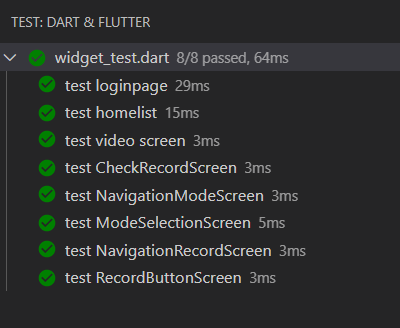 TEST: DART & FLUTTER
widget_test.dart 8/8 passed, 64ms
test loginpage 29ms
test homelist 15ms
test video screen 3ms
test CheckRecordScreen 3ms
test NavigationModeScreen 3ms
test ModeSelectionScreen 5ms
test NavigationRecordScreen 3ms
test RecordButtonScreen 3ms